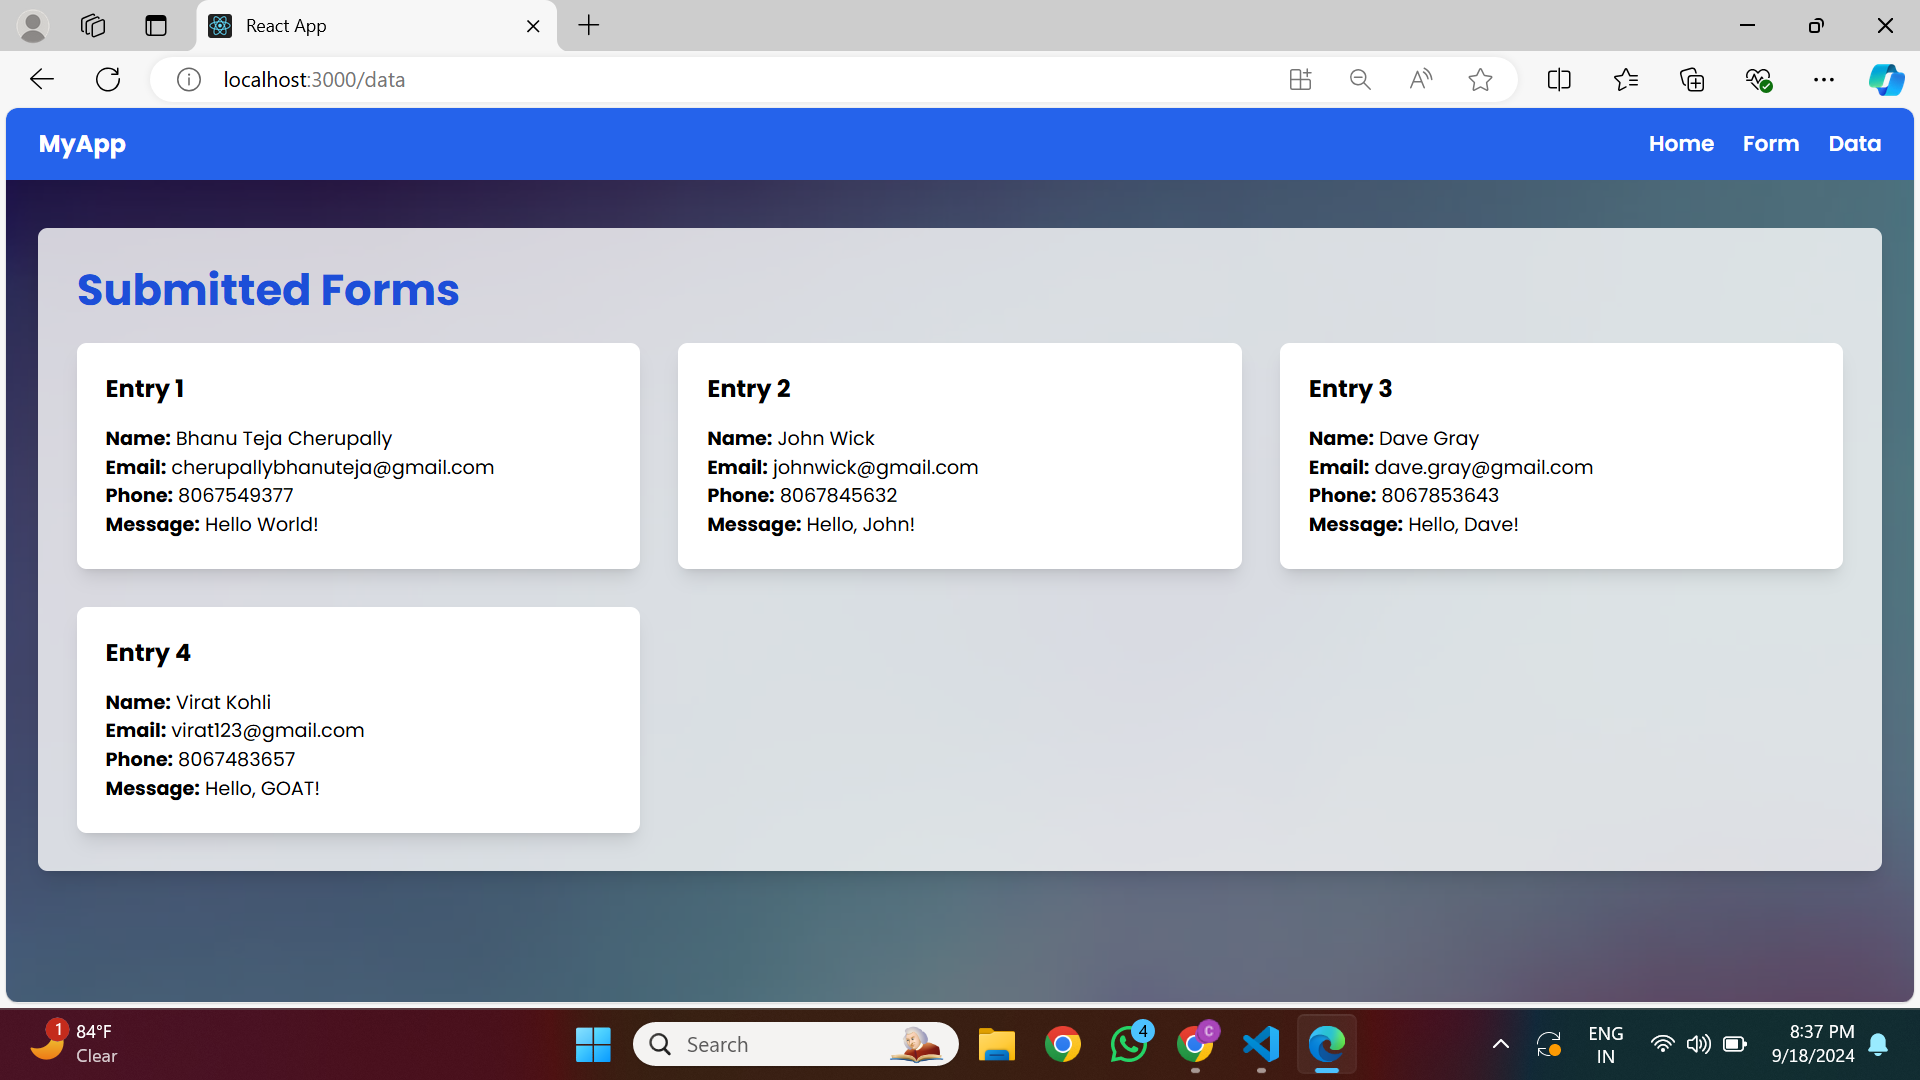 React App
localhost:3000/data
MyApp
Home Form Data
Submitted Forms
Entry 1
Name: Bhanu Teja Cherupally
Email: cherupallybhanuteja@gmail.com
Phone: 8067549377
Message: Hello World!
Entry 2
Name: John Wick
Email: johnwick@gmail.com
Phone: 8067845632
Message: Hello, John!
Entry 3
Name: Dave Gray
Email: dave.gray@gmail.com
Phone: 8067853643
Message: Hello, Dave!
Entry 4
Name: Virat Kohli
Email: virat123@gmail.com
Phone: 8067483657
Message: Hello, GOAT!
1
84°F
Clear
Search
4
C
ENG
IN
8:37 PM
9/18/2024